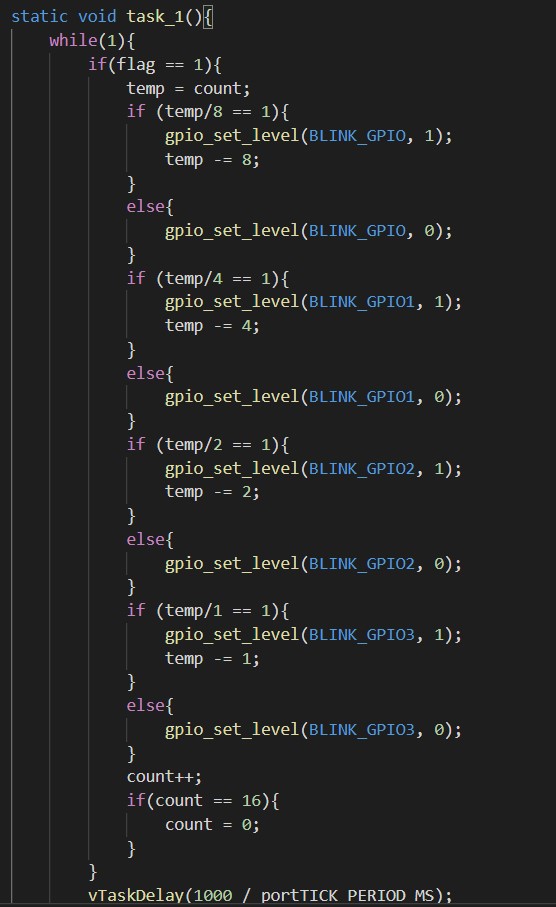 static void task_1(){
    while(1){
        if(flag == 1){
            temp = count;
            if (temp/8 == 1){
                gpio_set_level(BLINK_GPIO, 1);
                temp -= 8;
            }
            else{
                gpio_set_level(BLINK_GPIO, 0);
            }
            if (temp/4 == 1){
                gpio_set_level(BLINK_GPIO1, 1);
                temp -= 4;
            }
            else{
                gpio_set_level(BLINK_GPIO1, 0);
            }
            if (temp/2 == 1){
                gpio_set_level(BLINK_GPIO2, 1);
                temp -= 2;
            }
            else{
                gpio_set_level(BLINK_GPIO2, 0);
            }
            if (temp/1 == 1){
                gpio_set_level(BLINK_GPIO3, 1);
                temp -= 1;
            }
            else{
                gpio_set_level(BLINK_GPIO3, 0);
            }
            count++;
            if(count == 16){
                count = 0;
            }
        }
        vTaskDelay(1000 / portTICK_PERIOD_MS);